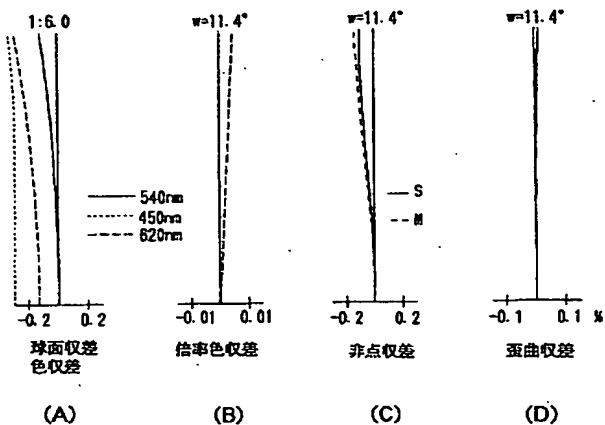 1:6.0
w=11.4°
w=11.4°
w=11.4°
540nm
450nm
620nm
S
M
-0.2 0.2
-0.01 0.01
-0.2 0.2
-0.1 0.1 %
球面収差
色収差
倍率色収差
非点収差
歪曲収差
(A)
(B)
(C)
(D)